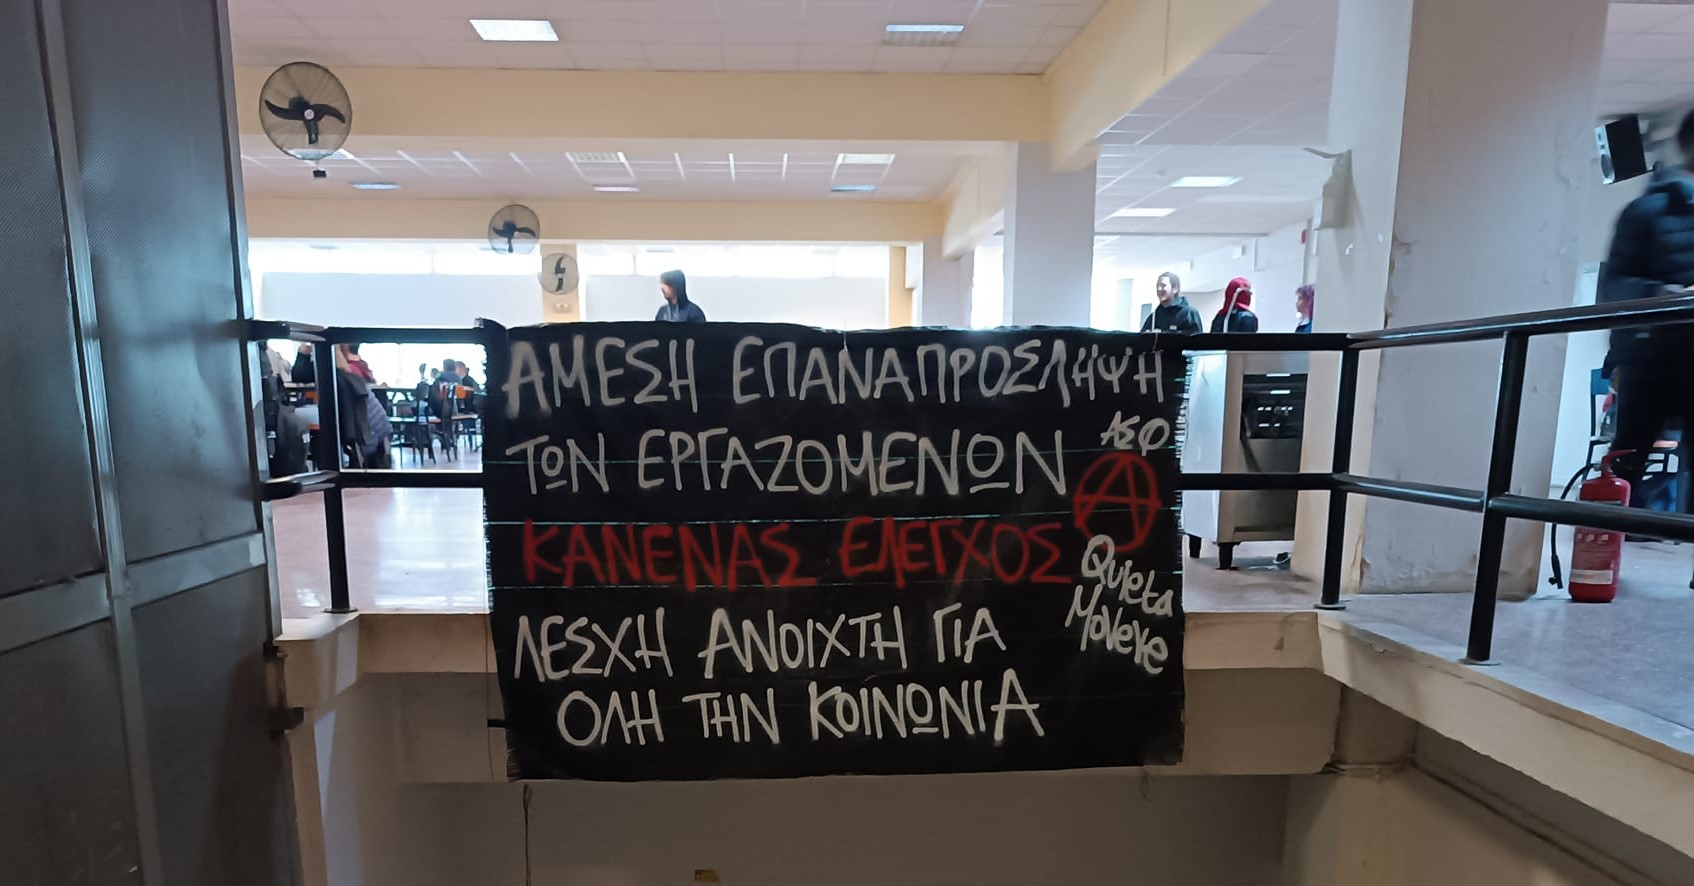 ΑΜΕΣΗ ΕΠΑΝΑΠΡΟΣΛΗΨΗ
ΤΩΝ ΕΡΓΑΖΟΜΕΝΩΝ
ΑΣΦ
ΚΑΝΕΝΑΣ ΕΛΕΓΧΟΣ
Ⓐ
Quieta
Movere
ΛΕΣΧΗ ΑΝΟΙΧΤΗ ΓΙΑ
ΟΛΗ ΤΗΝ ΚΟΙΝΩΝΙΑ